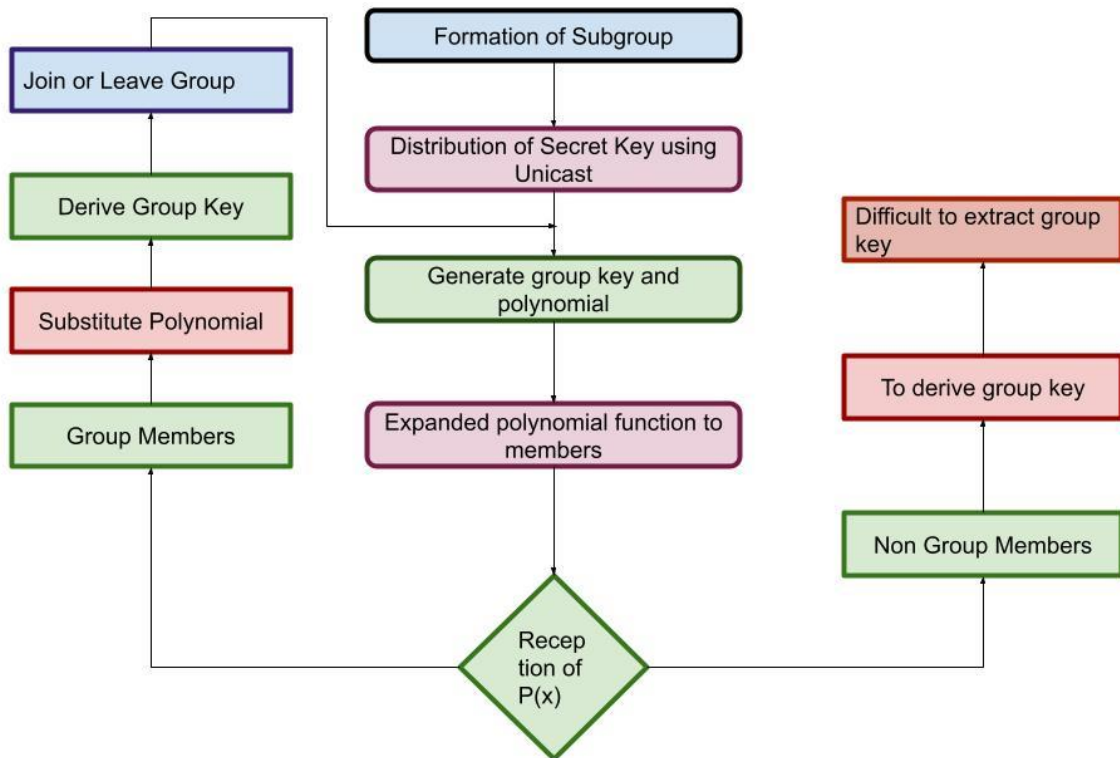 Formation of Subgroup
Join or Leave Group
Distribution of Secret Key using
Unicast
Derive Group Key
Difficult to extract group
key
Generate group key and
polynomial
Substitute Polynomial
To derive group key
Expanded polynomial function to
members
Group Members
Non Group Members
Recep
tion of
P(x)